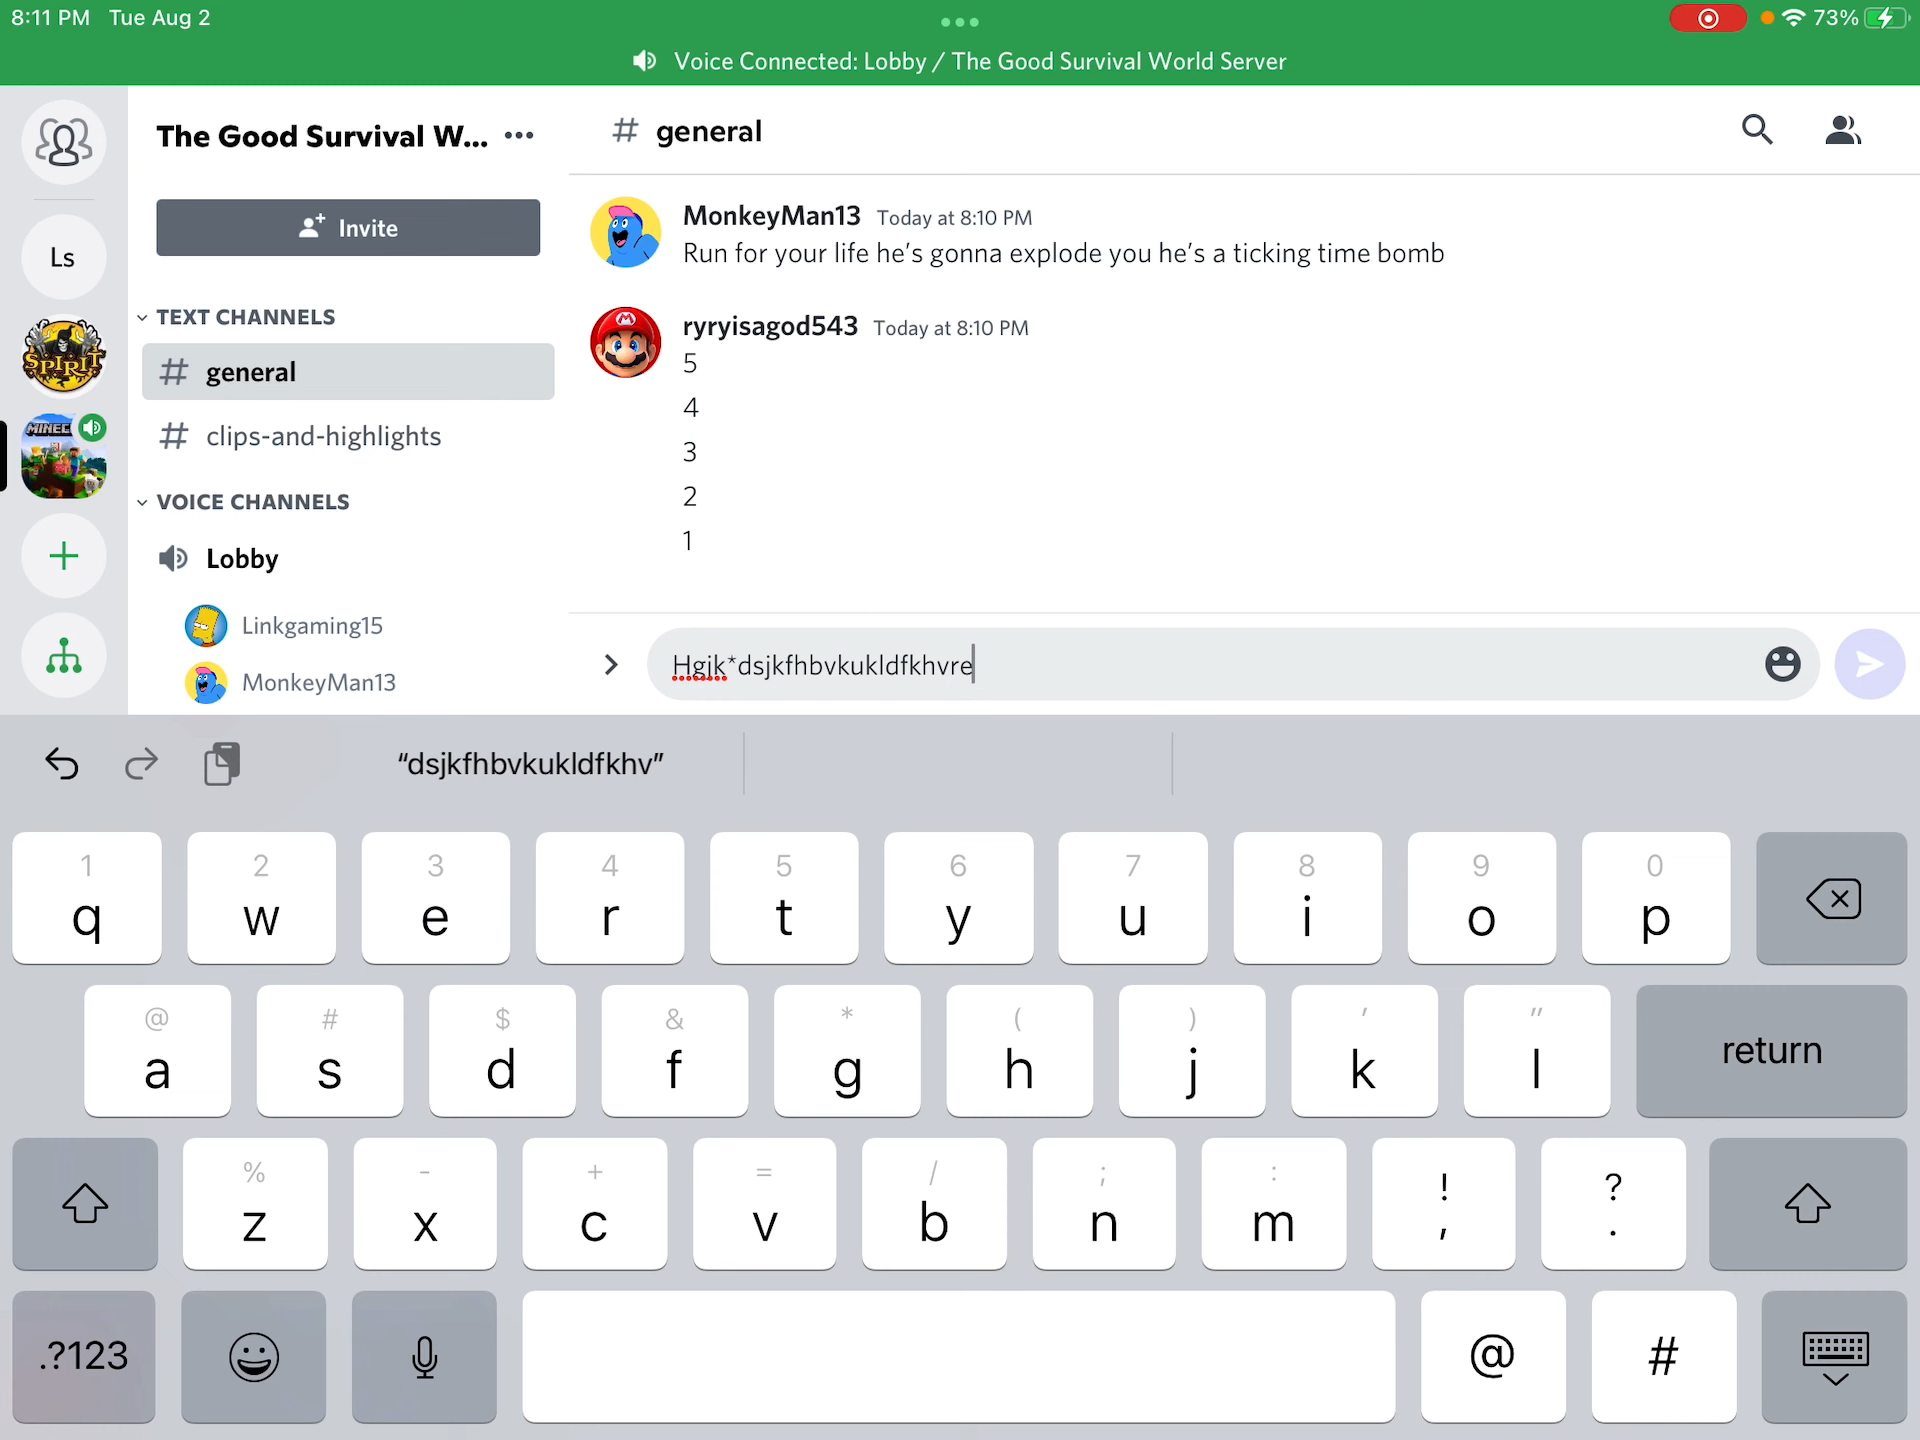 8:11 PM Tue Aug 2
73%
Voice Connected: Lobby / The Good Survival World Server
The Good Survival W...
Invite
TEXT CHANNELS
# general
# clips-and-highlights
VOICE CHANNELS
Lobby
Linkgaming15
MonkeyMan13
Ls
SPIRIT
MINEC
# general
MonkeyMan13 Today at 8:10 PM
Run for your life he's gonna explode you he's a ticking time bomb
ryryisagod543 Today at 8:10 PM
5
4
3
2
1
Hgjk*dsjkfhbvkukldfkhvre
"dsjkfhbvkukldfkhv"
1 2 3 4 5 6 7 8 9 0
q w e r t y u i o p
@ # $ & * ( ) ' "
a s d f g h j k l return
% - + = / ; : ! ?
z x c v b n m , .
.?123 @ #